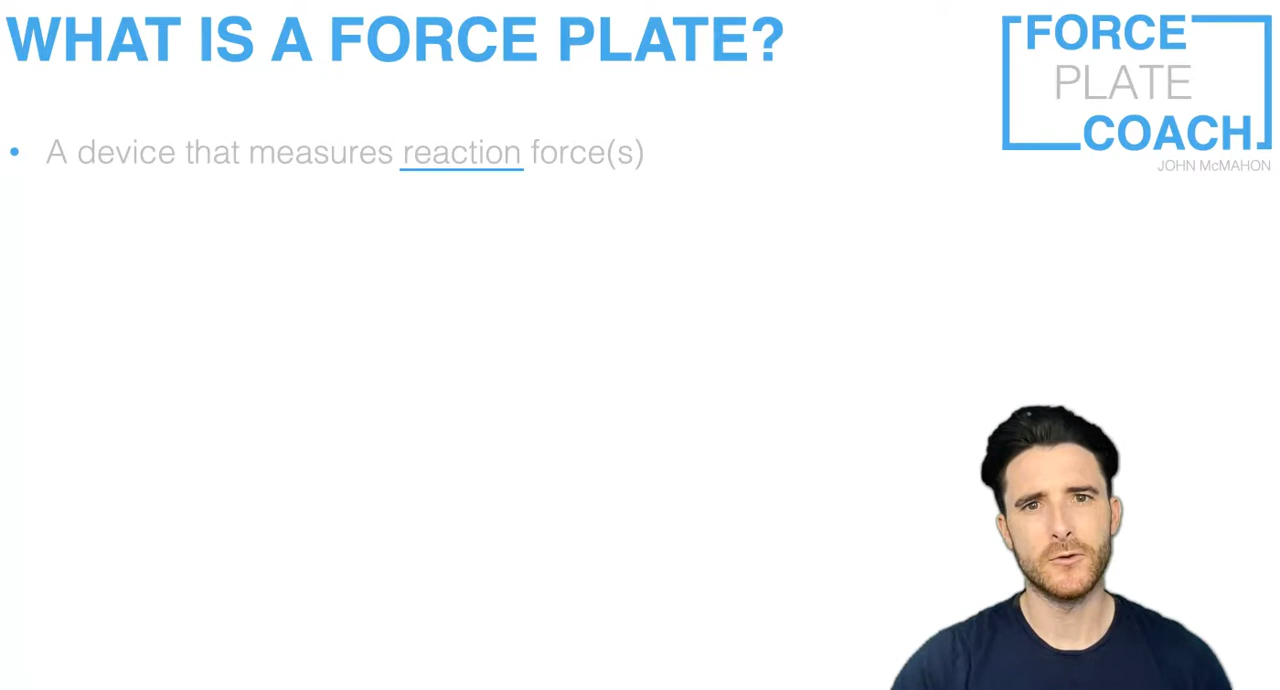 WHAT IS A FORCE PLATE?
FORCE
PLATE
COACH
JOHN McMAHON
• A device that measures reaction force(s)